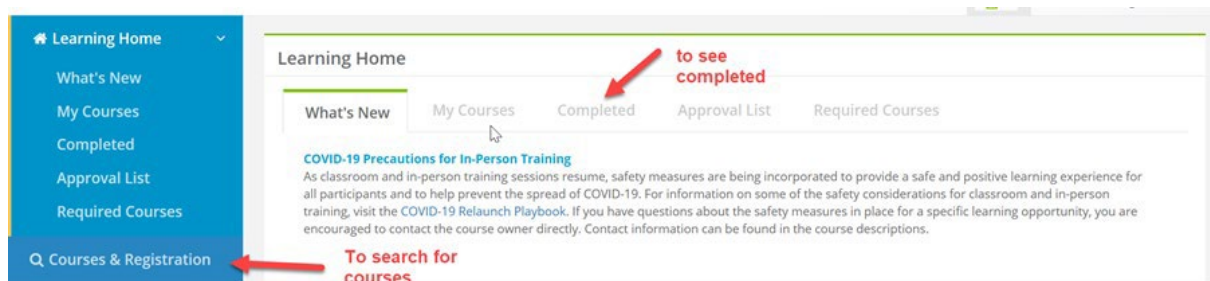 Learning Home
What's New
My Courses
Completed
Approval List
Required Courses
Courses & Registration
Learning Home
to see
completed
What's New My Courses Completed Approval List Required Courses
COVID-19 Precautions for In-Person Training
As classroom and in-person training sessions resume, safety measures are being incorporated to provide a safe and positive learning experience for
all participants and to help prevent the spread of COVID-19. For information on some of the safety considerations for classroom and in-person
training, visit the COVID-19 Relaunch Playbook. If you have questions about the safety measures in place for a specific learning opportunity, you are
encouraged to contact the course owner directly. Contact information can be found in the course descriptions.
To search for
courses